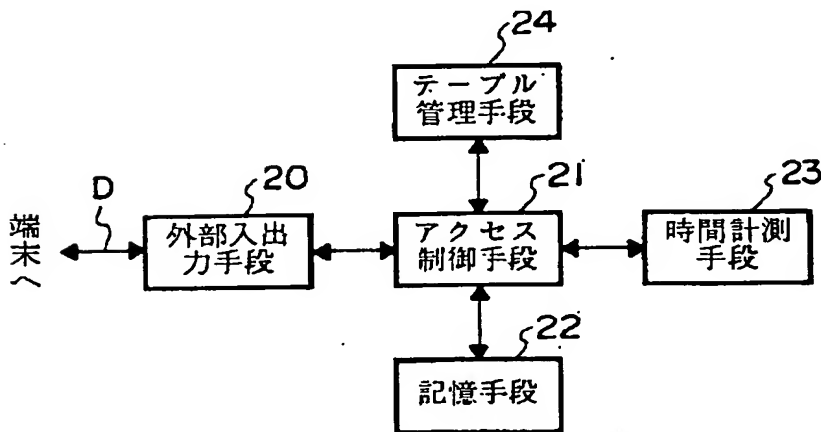 24
テーブル
管理手段
D
20
21
23
端末へ
外部入出
力手段
アクセス
制御手段
時間計測
手段
22
記憶手段